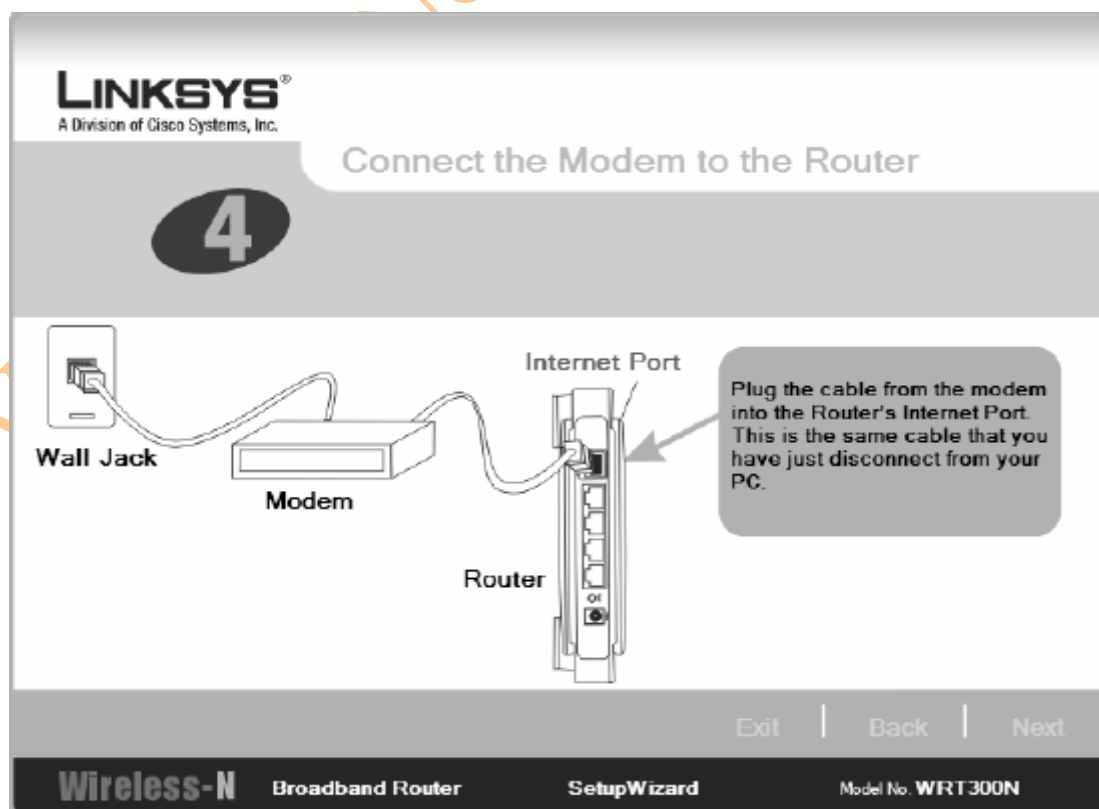 LINKSYS®
A Division of Cisco Systems, Inc.
Connect the Modem to the Router
4
Internet Port
Plug the cable from the modem
into the Router's Internet Port.
This is the same cable that you
have just disconnect from your
PC.
Wall Jack
Modem
Router
Exit | Back | Next
Wireless-N Broadband Router SetupWizard Model No. WRT300N